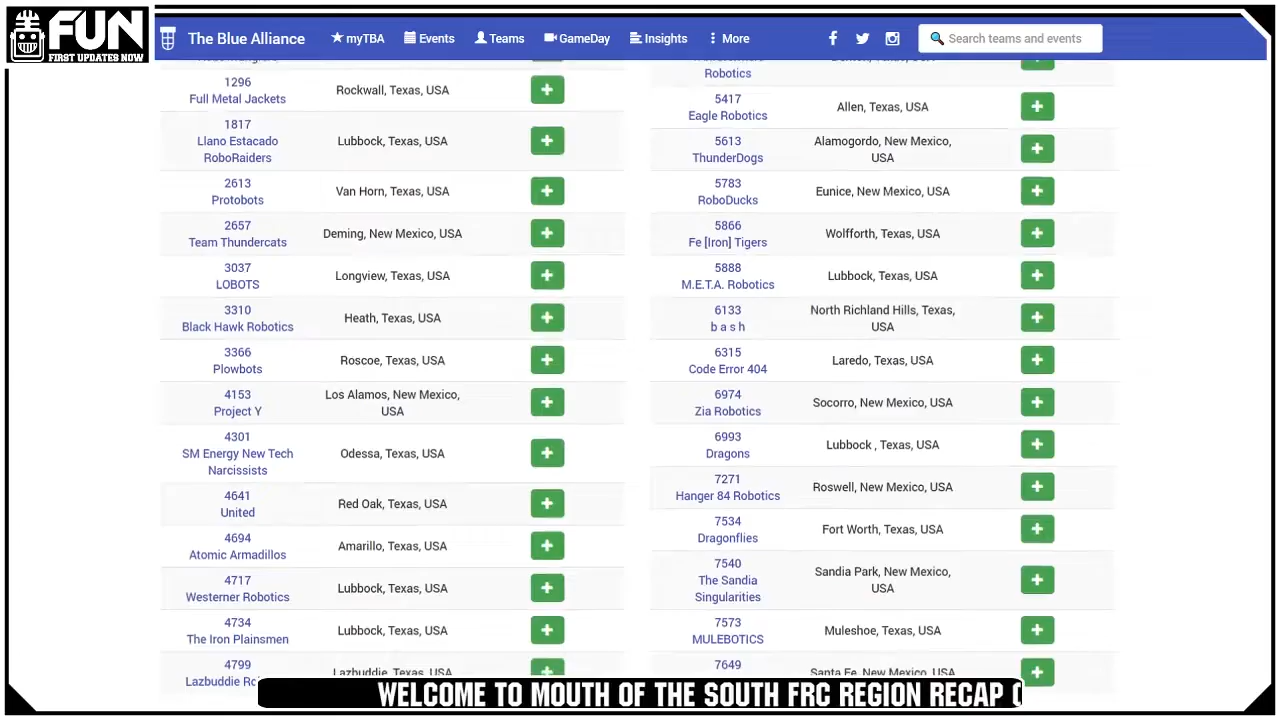 FUN
FIRST UPDATES NOW
The Blue Alliance
myTBA
Events
Teams
GameDay
Insights
More
Search teams and events
1296
Full Metal Jackets
Rockwall, Texas, USA
1817
Llano Estacado
RoboRaiders
Lubbock, Texas, USA
2613
Protobots
Van Horn, Texas, USA
2657
Team Thundercats
Deming, New Mexico, USA
3037
LOBOTS
Longview, Texas, USA
3310
Black Hawk Robotics
Heath, Texas, USA
3366
Plowbots
Roscoe, Texas, USA
4153
Project Y
Los Alamos, New Mexico,
USA
4301
SM Energy New Tech
Narcissists
Odessa, Texas, USA
4641
United
Red Oak, Texas, USA
4694
Atomic Armadillos
Amarillo, Texas, USA
4717
Westerner Robotics
Lubbock, Texas, USA
4734
The Iron Plainsmen
Lubbock, Texas, USA
4799
Lazbuddie
Lazbuddie, Texas, USA
Robotics
5417
Eagle Robotics
Allen, Texas, USA
5613
ThunderDogs
Alamogordo, New Mexico,
USA
5783
RoboDucks
Eunice, New Mexico, USA
5866
Fe [Iron] Tigers
Wolfforth, Texas, USA
5888
M.E.T.A. Robotics
Lubbock, Texas, USA
6133
b a s h
North Richland Hills, Texas,
USA
6315
Code Error 404
Laredo, Texas, USA
6974
Zia Robotics
Socorro, New Mexico, USA
6993
Dragons
Lubbock , Texas, USA
7271
Hanger 84 Robotics
Roswell, New Mexico, USA
7534
Dragonflies
Fort Worth, Texas, USA
7540
The Sandia
Singularities
Sandia Park, New Mexico,
USA
7573
MULEBOTICS
Muleshoe, Texas, USA
7649
Santa Fe, New Mexico, USA
WELCOME TO MOUTH OF THE SOUTH FRC REGION RECAP